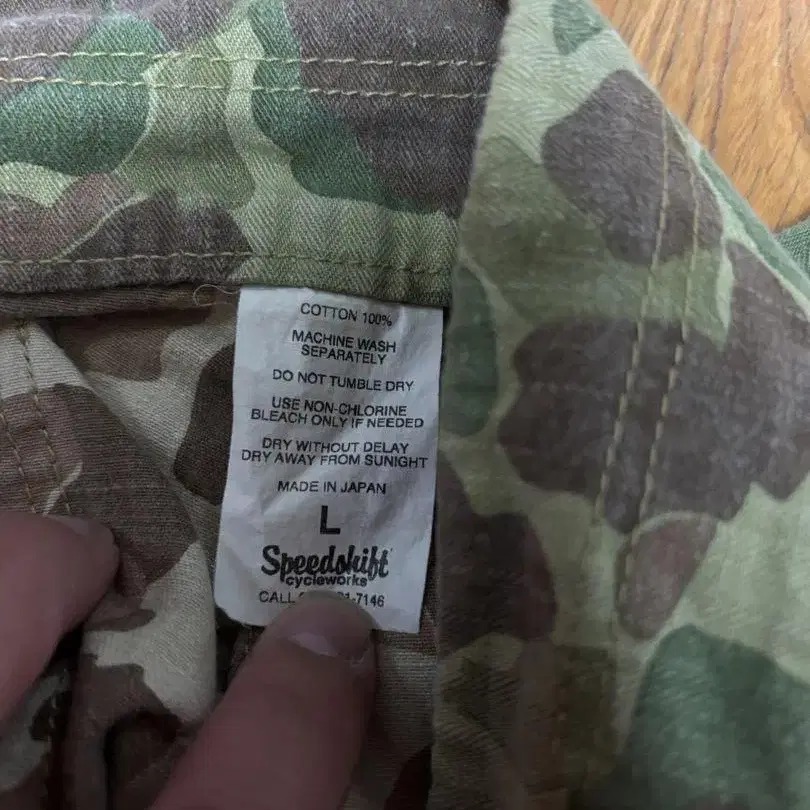 COTTON 100%
MACHINE WASH
SEPARATELY
DO NOT TUMBLE DRY
USE NON-CHLORINE
BLEACH ONLY IF NEEDED
DRY WITHOUT DELAY
DRY AWAY FROM SUNIGHT
MADE IN JAPAN
L
Speedshift
cycleworks
CALL 1-7146